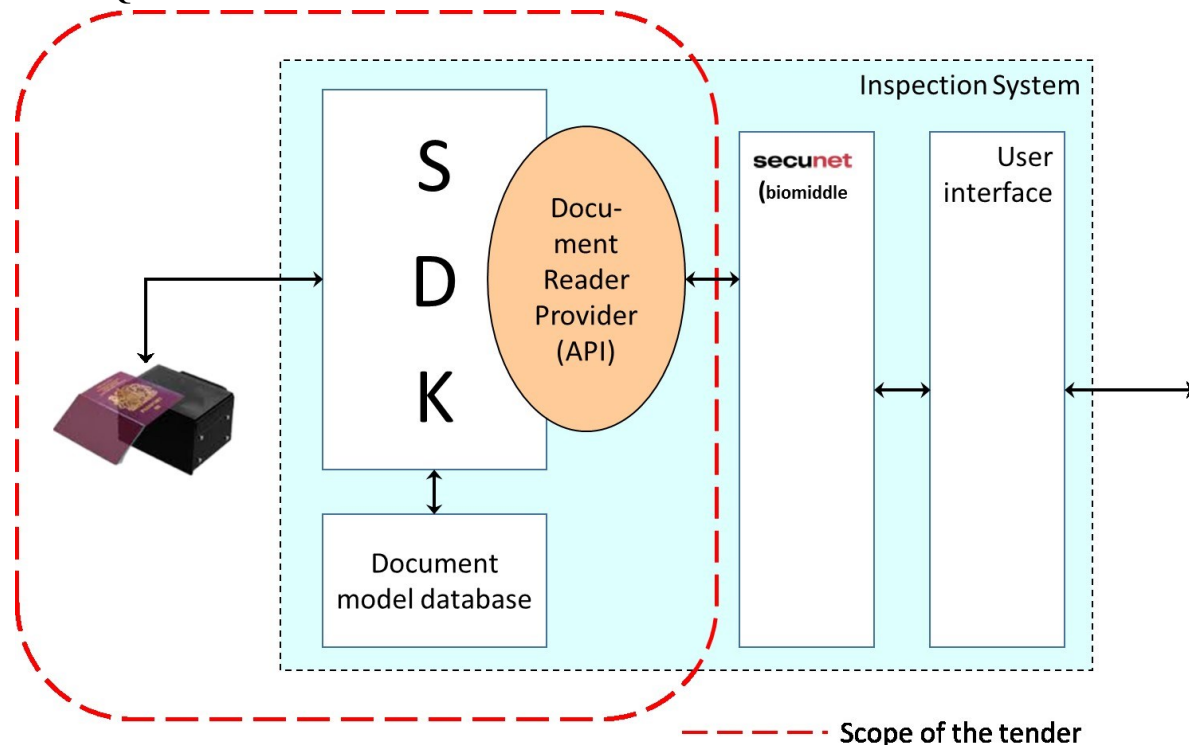 Inspection System
S
D
K
Docu-
ment
Reader
Provider
(API)
secunet
(biomiddle
User
interface
Document
model database
Scope of the tender